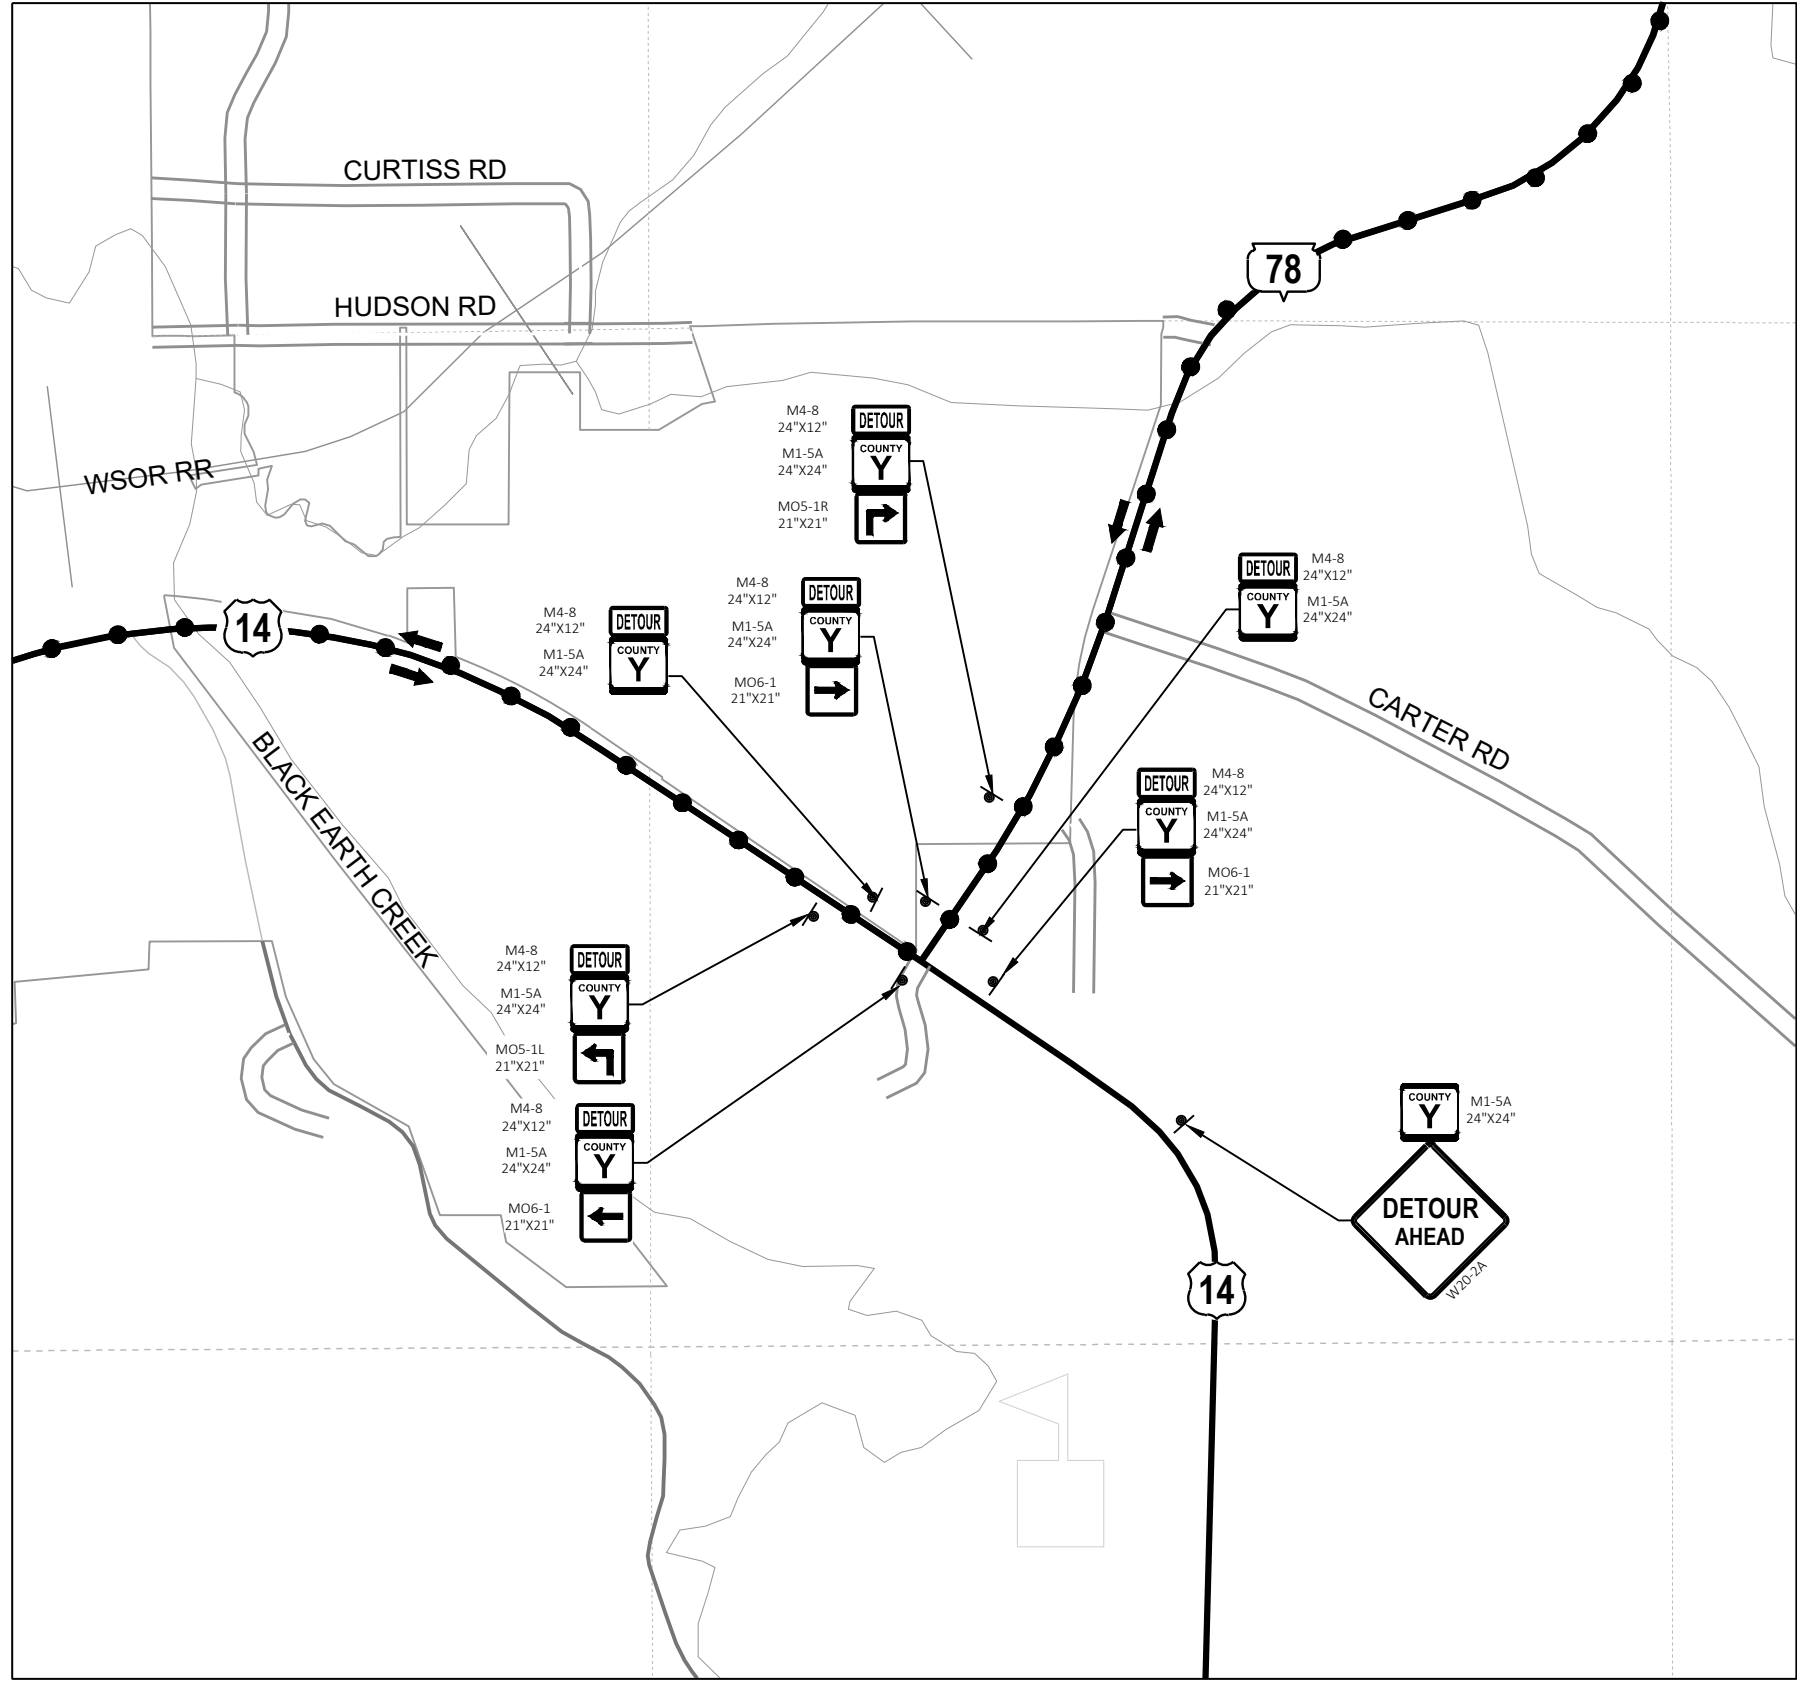 CURTISS RD
78
HUDSON RD
WSOR RR
M4-8
24"X12"
M1-5A
24"X24"
MO5-1R
21"X21"
DETOUR
COUNTY
Y
M4-8
24"X12"
M1-5A
24"X24"
MO6-1
21"X21"
DETOUR
COUNTY
Y
DETOUR
COUNTY
Y
M4-8
24"X12"
M1-5A
24"X24"
14
M4-8
24"X12"
M1-5A
24"X24"
DETOUR
COUNTY
Y
CARTER RD
BLACK EARTH CREEK
DETOUR
COUNTY
Y
M4-8
24"X12"
M1-5A
24"X24"
MO6-1
21"X21"
M4-8
24"X12"
M1-5A
24"X24"
MO5-1L
21"X21"
DETOUR
COUNTY
Y
M4-8
24"X12"
M1-5A
24"X24"
MO6-1
21"X21"
DETOUR
COUNTY
Y
COUNTY
Y
M1-5A
24"X24"
DETOUR
AHEAD
W20-2A
14